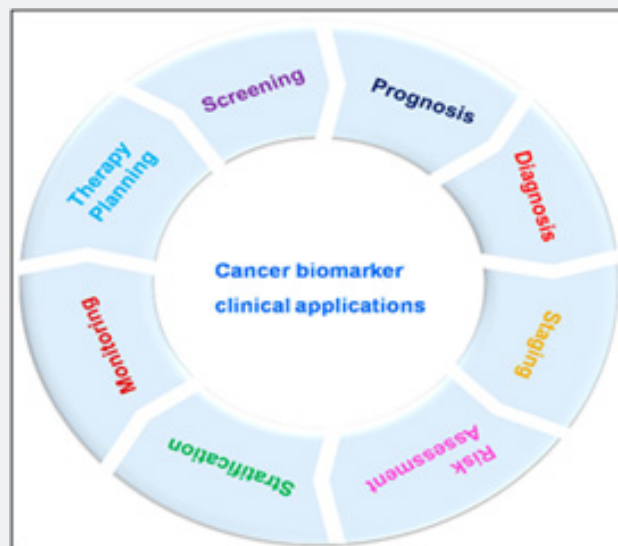 Cancer biomarker
clinical applications
Screening
Prognosis
Diagnosis
Staging
Risk
Assessment
Stratification
Monitoring
Therapy
Planning